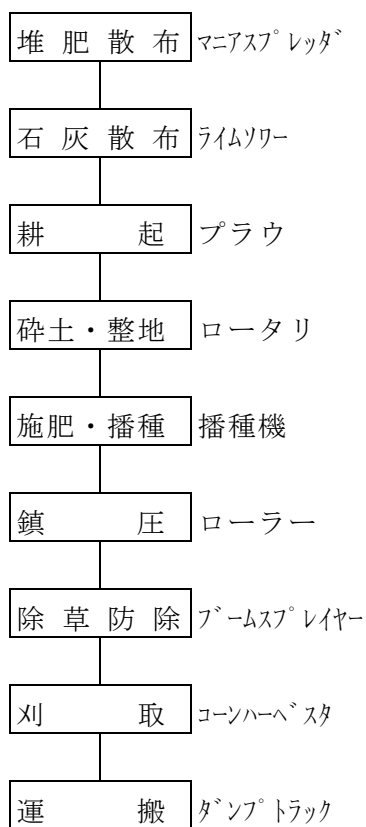 堆肥散布 マニアスプレッダ
石灰散布 ライムソワー
耕起 プラウ
砕土・整地 ロータリ
施肥・播種 播種機
鎮圧 ローラー
除草防除 ブームスプレイヤー
刈取 コーンハーベスタ
運搬 ダンプトラック